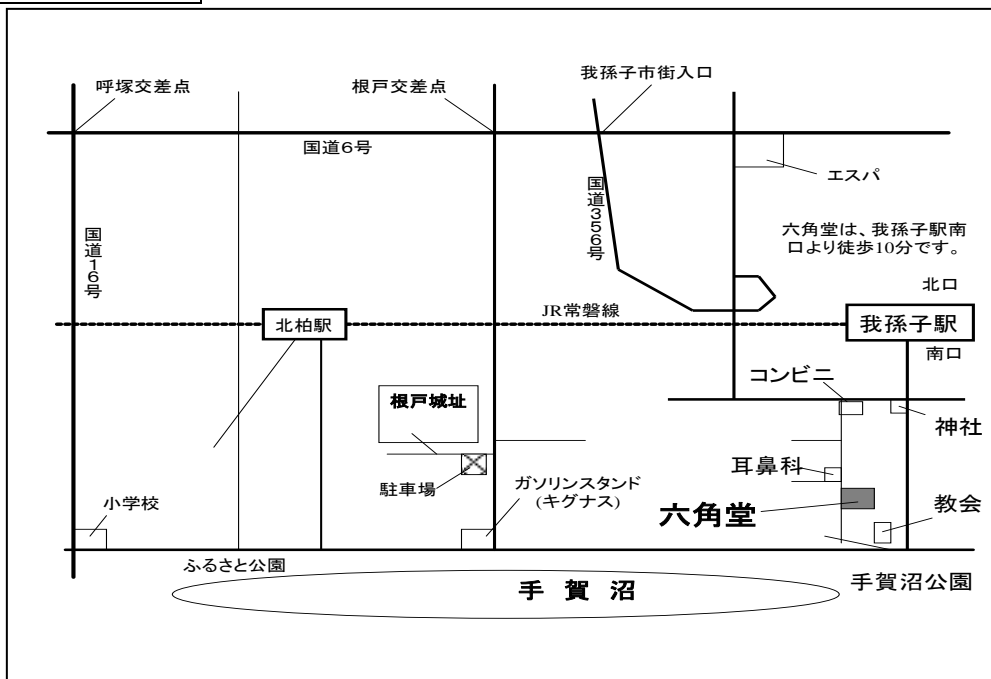 呼塚交差点
根戸交差点
我孫子市街入口
国道6号
エスパ
国道16号
国道356号
六角堂は、我孫子駅南
口より徒歩10分です。
北口
JR常磐線
北柏駅
我孫子駅
南口
コンビニ
根戸城址
神社
耳鼻科
駐車場
ガソリンスタンド
(キグナス)
小学校
六角堂
教会
ふるさと公園
手賀沼
手賀沼公園